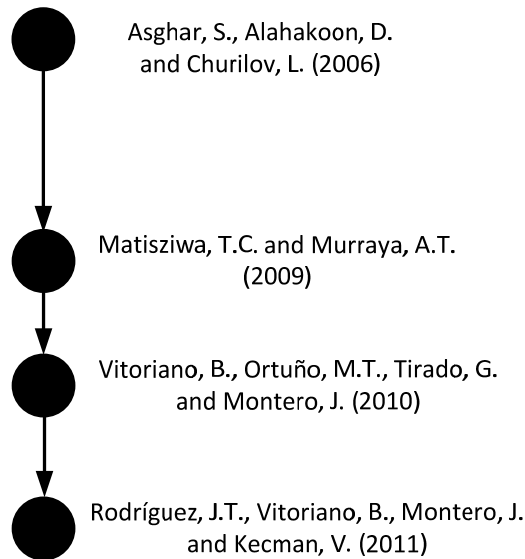 Asghar, S., Alahakoon, D.
and Churilov, L. (2006)
Matisziwa, T.C. and Murraya, A.T.
(2009)
Vitoriano, B., Ortuño, M.T., Tirado, G.
and Montero, J. (2010)
Rodríguez, J.T., Vitoriano, B., Montero, J.
and Kecman, V. (2011)